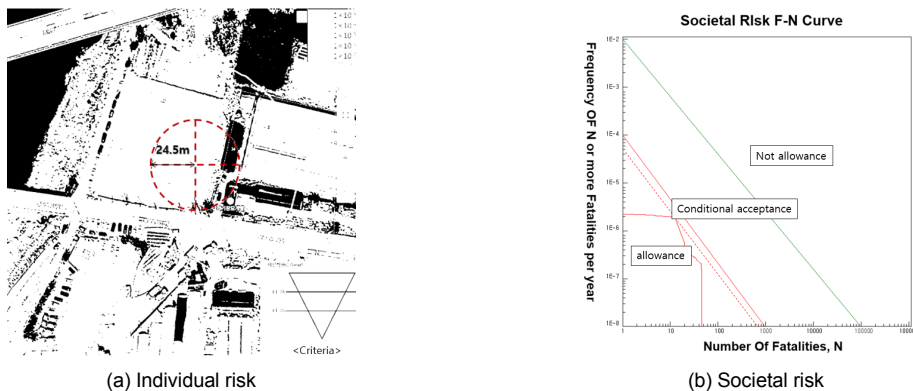 24.5m
<Criteria>
(a) Individual risk
Societal RIsk F-N Curve
Frequency OF N or more Fatalities per year
1E-2
1E-3
1E-4
1E-5
1E-6
1E-7
1E-8
Not allowance
Conditional acceptance
allowance
1
10
100
1000
10000
100000
Number Of Fatalities, N
(b) Societal risk